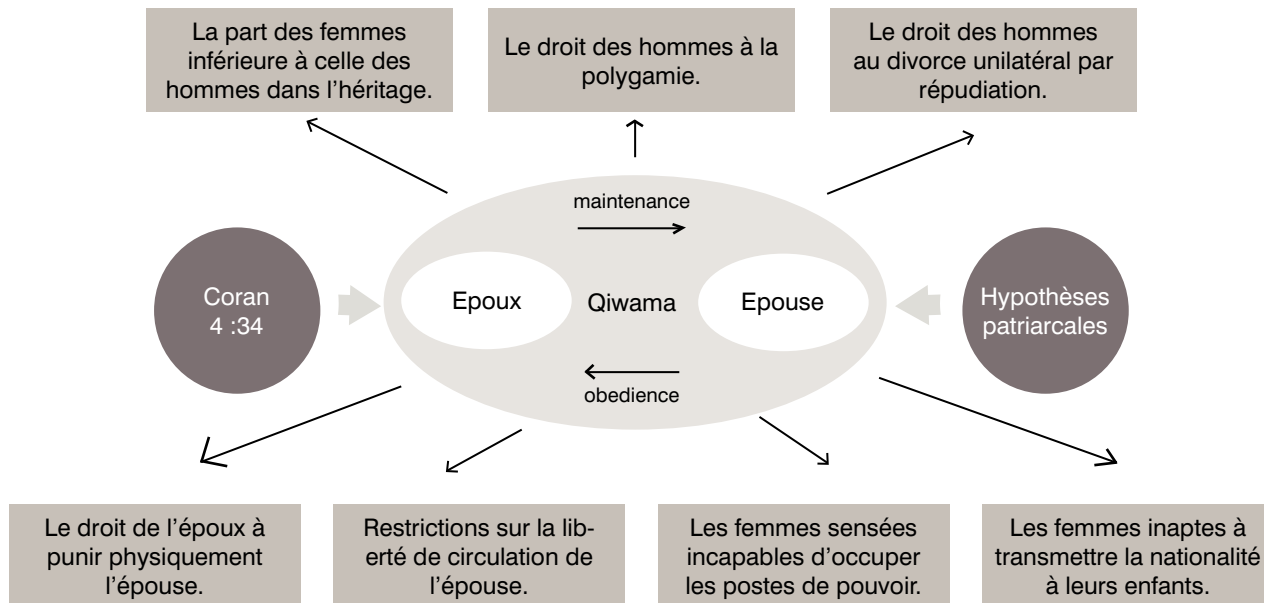 La part des femmes
inférieure à celle des
hommes dans l’héritage.
Le droit des hommes à la
polygamie.
Le droit des hommes
au divorce unilatéral par
répudiation.
maintenance
Coran
4 :34
Epoux
Qiwama
Epouse
Hypothèses
patriarcales
obedience
Le droit de l’époux à
punir physiquement
l’épouse.
Restrictions sur la lib-
erté de circulation de
l’épouse.
Les femmes sensées
incapables d’occuper
les postes de pouvoir.
Les femmes inaptes à
transmettre la nationalité
à leurs enfants.